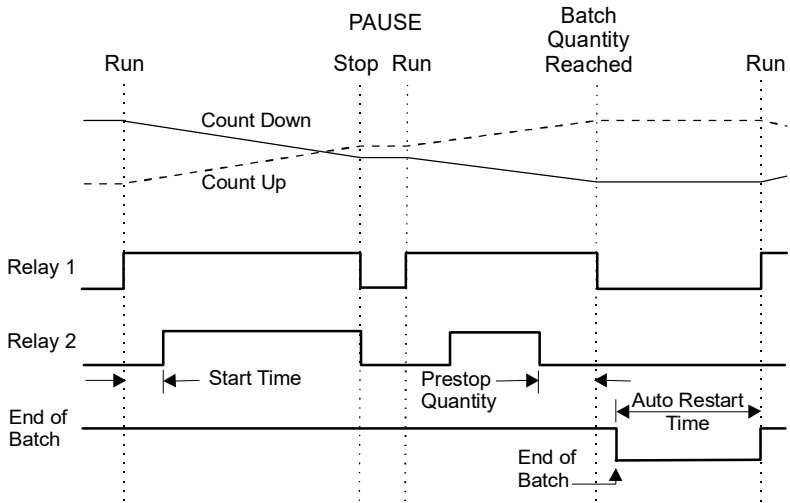 PAUSE
Batch
Quantity
Reached
Run
Stop
Run
Run
Count Down
Count Up
Relay 1
Relay 2
Start Time
Prestop
Quantity
Auto Restart
Time
End of
Batch
End of
Batch